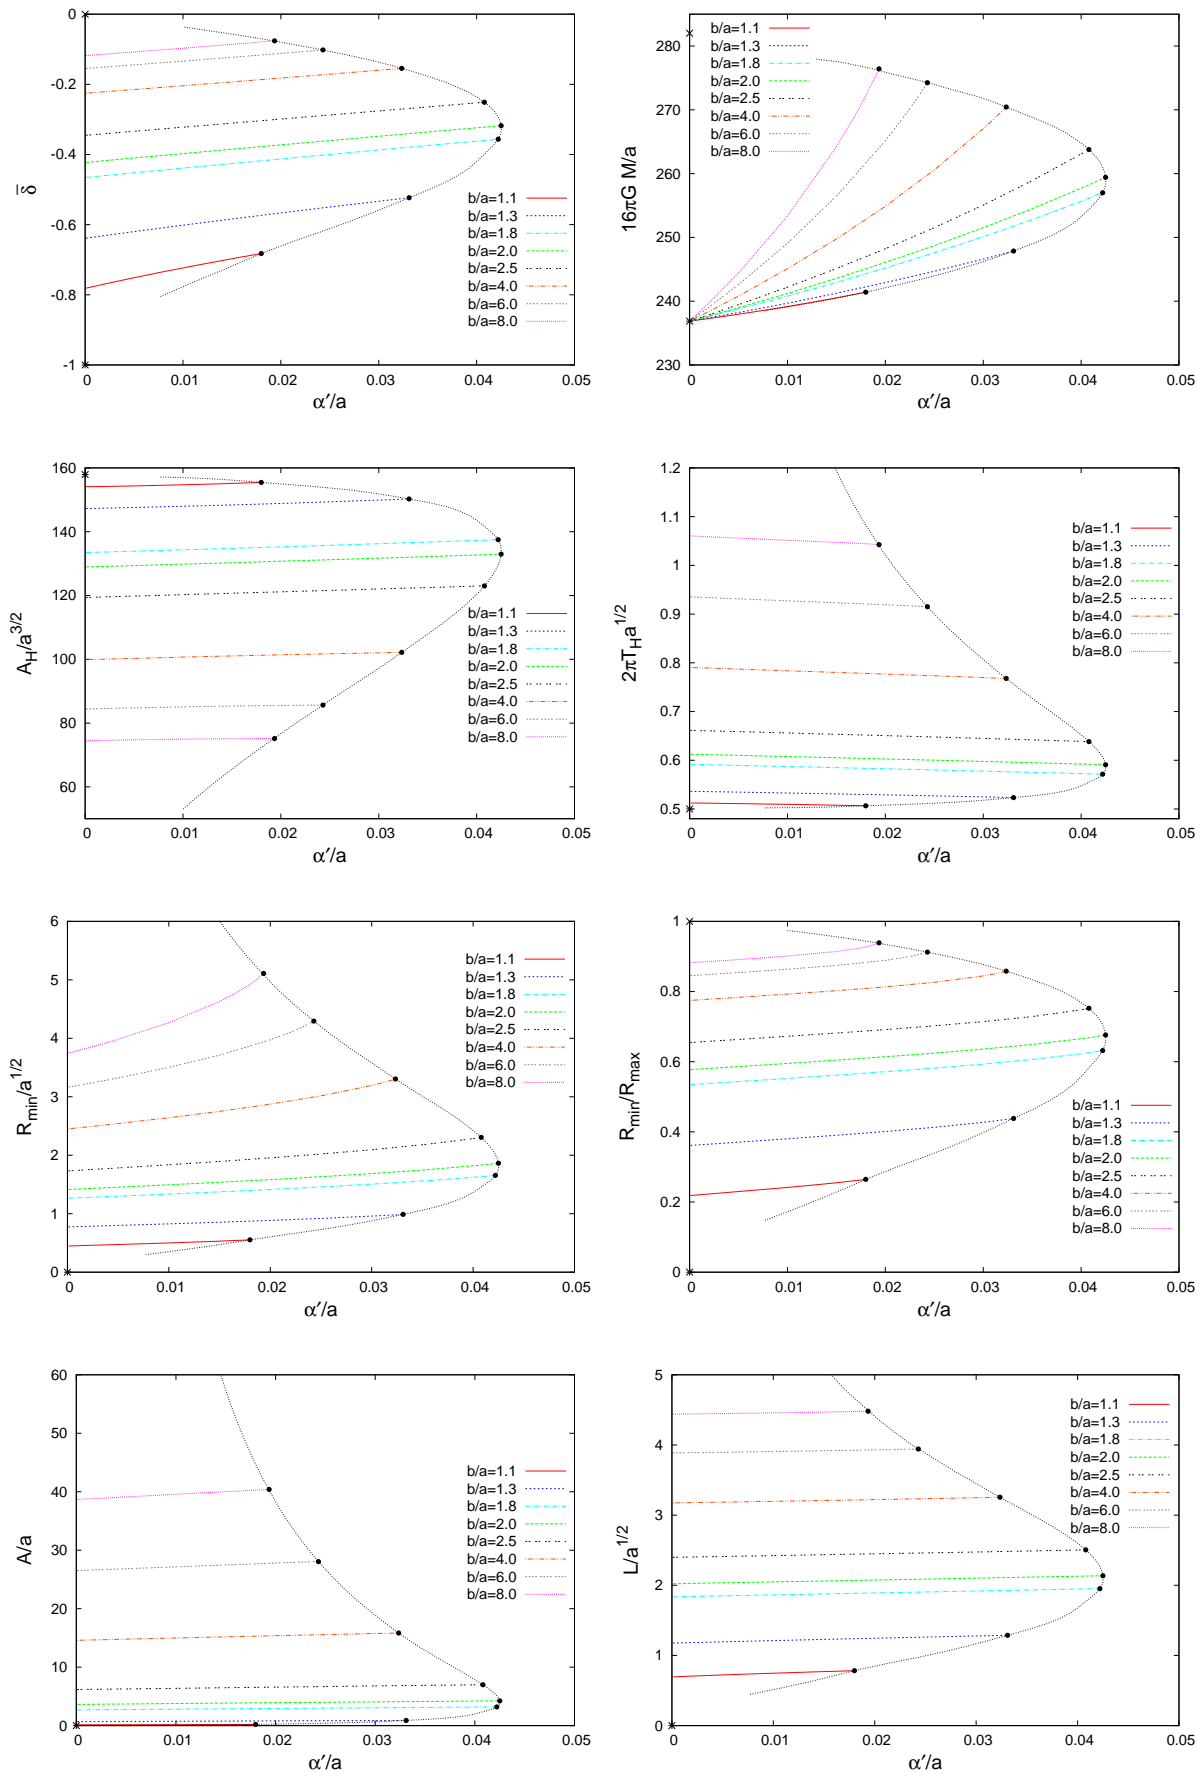 0
-0.2
-0.4
-0.6
-0.8
-1
δ̅
b/a=1.1
b/a=1.3
b/a=1.8
b/a=2.0
b/a=2.5
b/a=4.0
b/a=6.0
b/a=8.0
0 0.01 0.02 0.03 0.04 0.05
α′/a
280
270
260
250
240
230
16πG M/a
b/a=1.1
b/a=1.3
b/a=1.8
b/a=2.0
b/a=2.5
b/a=4.0
b/a=6.0
b/a=8.0
0 0.01 0.02 0.03 0.04 0.05
α′/a
160
140
120
100
80
60
A_H/a^{3/2}
b/a=1.1
b/a=1.3
b/a=1.8
b/a=2.0
b/a=2.5
b/a=4.0
b/a=6.0
b/a=8.0
0 0.01 0.02 0.03 0.04 0.05
α′/a
1.2
1.1
1
0.9
0.8
0.7
0.6
0.5
2πT_H a^{1/2}
b/a=1.1
b/a=1.3
b/a=1.8
b/a=2.0
b/a=2.5
b/a=4.0
b/a=6.0
b/a=8.0
0 0.01 0.02 0.03 0.04 0.05
α′/a
6
5
4
3
2
1
0
R_{min}/a^{1/2}
b/a=1.1
b/a=1.3
b/a=1.8
b/a=2.0
b/a=2.5
b/a=4.0
b/a=6.0
b/a=8.0
0 0.01 0.02 0.03 0.04 0.05
α′/a
1
0.8
0.6
0.4
0.2
0
R_{min}/R_{max}
b/a=1.1
b/a=1.3
b/a=1.8
b/a=2.0
b/a=2.5
b/a=4.0
b/a=6.0
b/a=8.0
0 0.01 0.02 0.03 0.04 0.05
α′/a
60
50
40
30
20
10
0
A/a
b/a=1.1
b/a=1.3
b/a=1.8
b/a=2.0
b/a=2.5
b/a=4.0
b/a=6.0
b/a=8.0
0 0.01 0.02 0.03 0.04 0.05
α′/a
5
4
3
2
1
0
L/a^{1/2}
b/a=1.1
b/a=1.3
b/a=1.8
b/a=2.0
b/a=2.5
b/a=4.0
b/a=6.0
b/a=8.0
0 0.01 0.02 0.03 0.04 0.05
α′/a